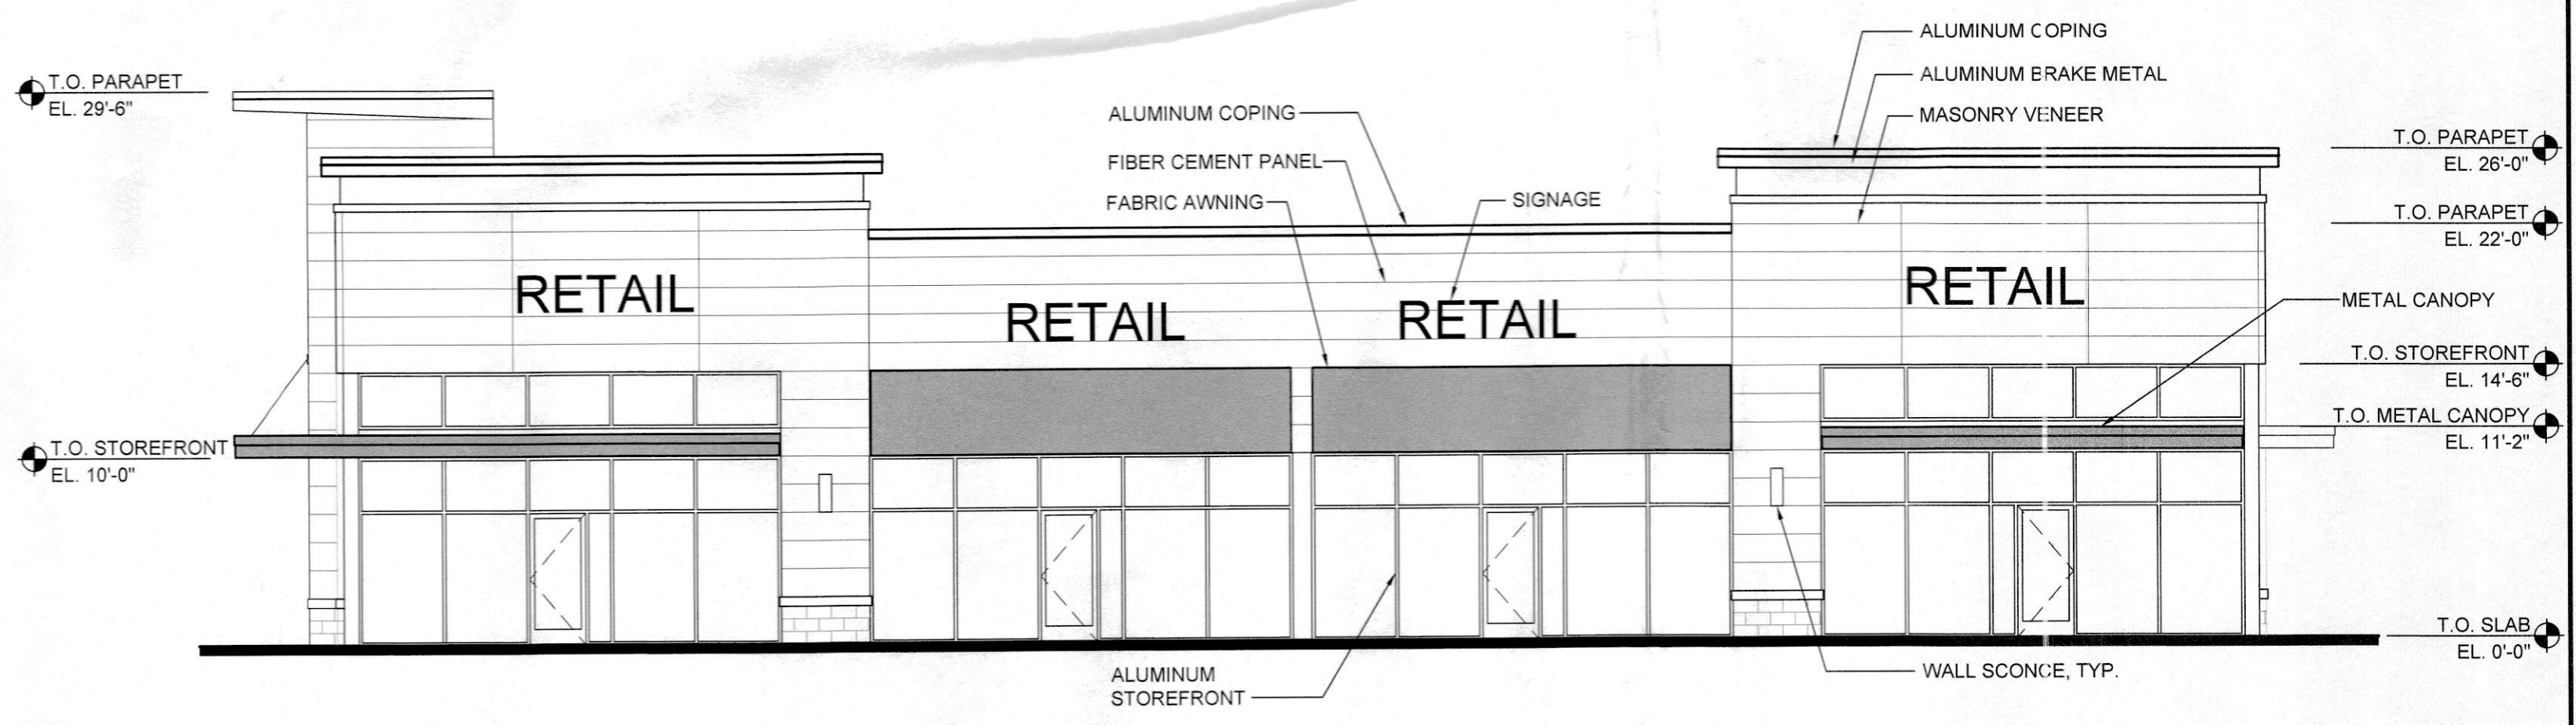 ALUMINUM COPING
ALUMINUM BRAKE METAL
MASONRY VENEER
T.O. PARAPET
EL. 29'-6"
ALUMINUM COPING
FIBER CEMENT PANEL
FABRIC AWNING
SIGNAGE
T.O. PARAPET
EL. 26'-0"
T.O. PARAPET
EL. 22'-0"
RETAIL
RETAIL
RETAIL
RETAIL
METAL CANOPY
T.O. STOREFRONT
EL. 14'-6"
T.O. METAL CANOPY
EL. 11'-2"
T.O. STOREFRONT
EL. 10'-0"
T.O. SLAB
EL. 0'-0"
ALUMINUM
STOREFRONT
WALL SCONCE, TYP.